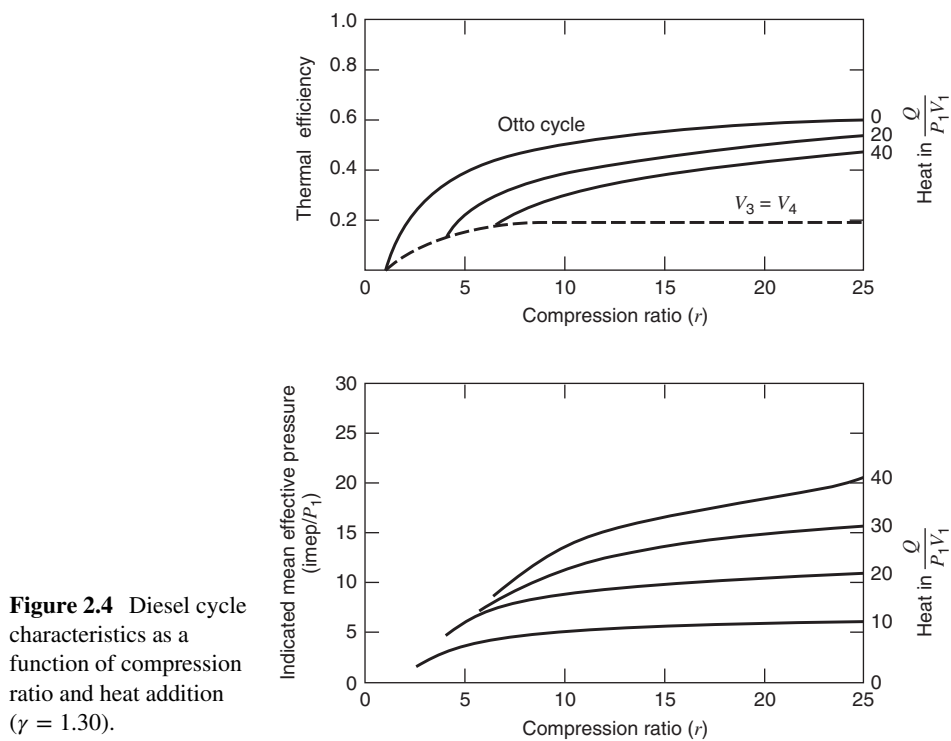 Thermal efficiency
1.0
0.8
0.6
0.4
0.2
0
5
10
15
20
25
Compression ratio (r)
Otto cycle
V3 = V4
0
20
40
Heat in Q/P1V1
Indicated mean effective pressure
(imep/P1)
30
25
20
15
10
5
0
0
5
10
15
20
25
Compression ratio (r)
40
30
20
10
0
Heat in Q/P1V1
Figure 2.4 Diesel cycle
characteristics as a
function of compression
ratio and heat addition
(γ = 1.30).